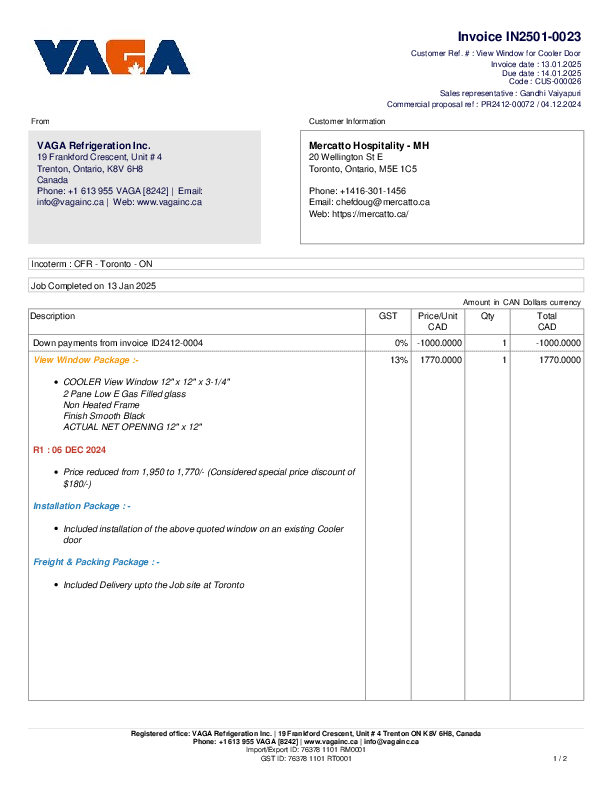 VAGA
Invoice IN2501-0023
Customer Ref. # : View Window for Cooler Door
Invoice date : 13.01.2025
Due date : 14.01.2025
Code : CUS-000026
Sales representative : Gandhi Vaiyapuri
Commercial proposal ref : PR2412-00072 / 04.12.2024
From
VAGA Refrigeration Inc.
19 Frankford Crescent, Unit # 4
Trenton, Ontario, K8V 6H8
Canada
Phone: +1 613 955 VAGA [8242] | Email:
info@vagainc.ca | Web: www.vagainc.ca
Customer Information
Mercatto Hospitality - MH
20 Wellington St E
Toronto, Ontario, M5E 1C5
Phone: +1416-301-1456
Email: chefdoug@mercatto.ca
Web: https://mercatto.ca/
Incoterm : CFR - Toronto - ON
Job Completed on 13 Jan 2025
Amount in CAN Dollars currency
Description GST Price/Unit CAD Qty Total CAD
Down payments from invoice ID2412-0004 0% -1000.0000 1 -1000.0000
View Window Package :- 13% 1770.0000 1 1770.0000
• COOLER View Window 12" x 12" x 3-1/4"
2 Pane Low E Gas Filled glass
Non Heated Frame
Finish Smooth Black
ACTUAL NET OPENING 12" x 12"
R1 : 06 DEC 2024
• Price reduced from 1,950 to 1,770/- (Considered special price discount of
$180/-)
Installation Package : -
• Included installation of the above quoted window on an existing Cooler
door
Freight & Packing Package : -
• Included Delivery upto the Job site at Toronto
Registered office: VAGA Refrigeration Inc. | 19 Frankford Crescent, Unit # 4 Trenton ON K8V 6H8, Canada
Phone: +1 613 955 VAGA [8242] | www.vagainc.ca | info@vagainc.ca
Import/Export ID: 76378 1101 RM0001
GST ID: 76378 1101 RT0001
1 / 2